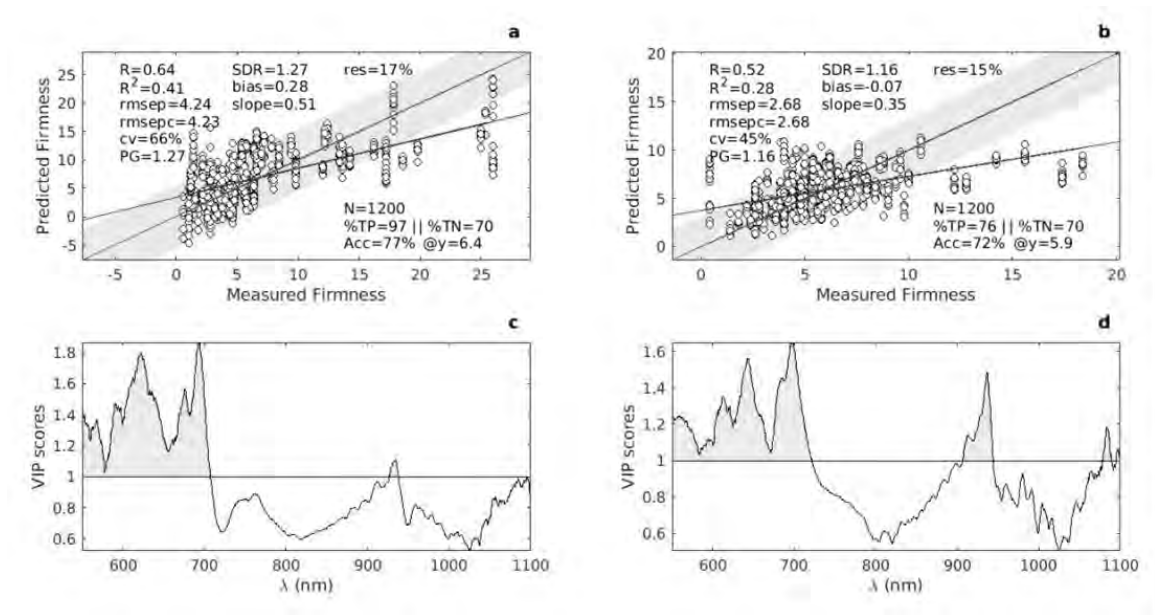 a
R=0.64 SDR=1.27 res=17%
R²=0.41 bias=0.28
rmsep=4.24 slope=0.51
rmsepc=4.23
cv=66%
PG=1.27
N=1200
%TP=97 || %TN=70
Acc=77% @y=6.4
25
20
15
10
5
0
-5
Predicted Firmness
-5 0 5 10 15 20 25
Measured Firmness
b
R=0.52 SDR=1.16 res=15%
R²=0.28 bias=-0.07
rmsep=2.68 slope=0.35
rmsepc=2.68
cv=45%
PG=1.16
N=1200
%TP=76 || %TN=70
Acc=72% @y=5.9
20
15
10
5
0
Predicted Firmness
0 5 10 15 20
Measured Firmness
c
1.8
1.6
1.4
1.2
1
0.8
0.6
VIP scores
600 700 800 900 1000 1100
λ (nm)
d
1.6
1.4
1.2
1
0.8
0.6
VIP scores
600 700 800 900 1000 1100
λ (nm)